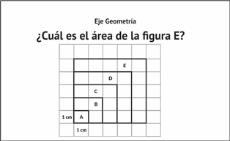 Eje Geometría
¿Cuál es el área de la figura E?
E
D
C
B
1 cm A
1 cm